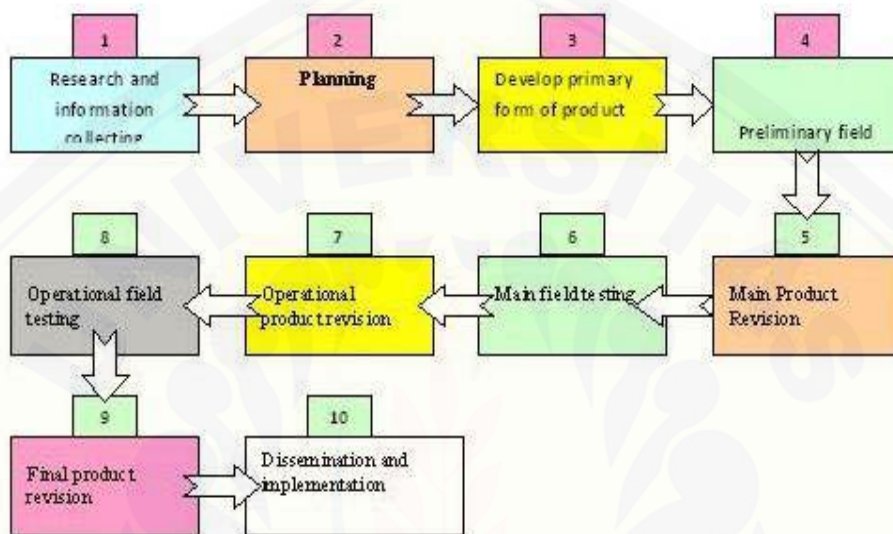 1
Research and
information
collecting
2
Planning
3
Develop primary
form of product
4
Preliminary field
5
Main Product
Revision
6
Main field testing
7
Operational
product revision
8
Operational field
testing
9
Final product
revision
10
Dissemination and
implementation
UNIVERSITAS